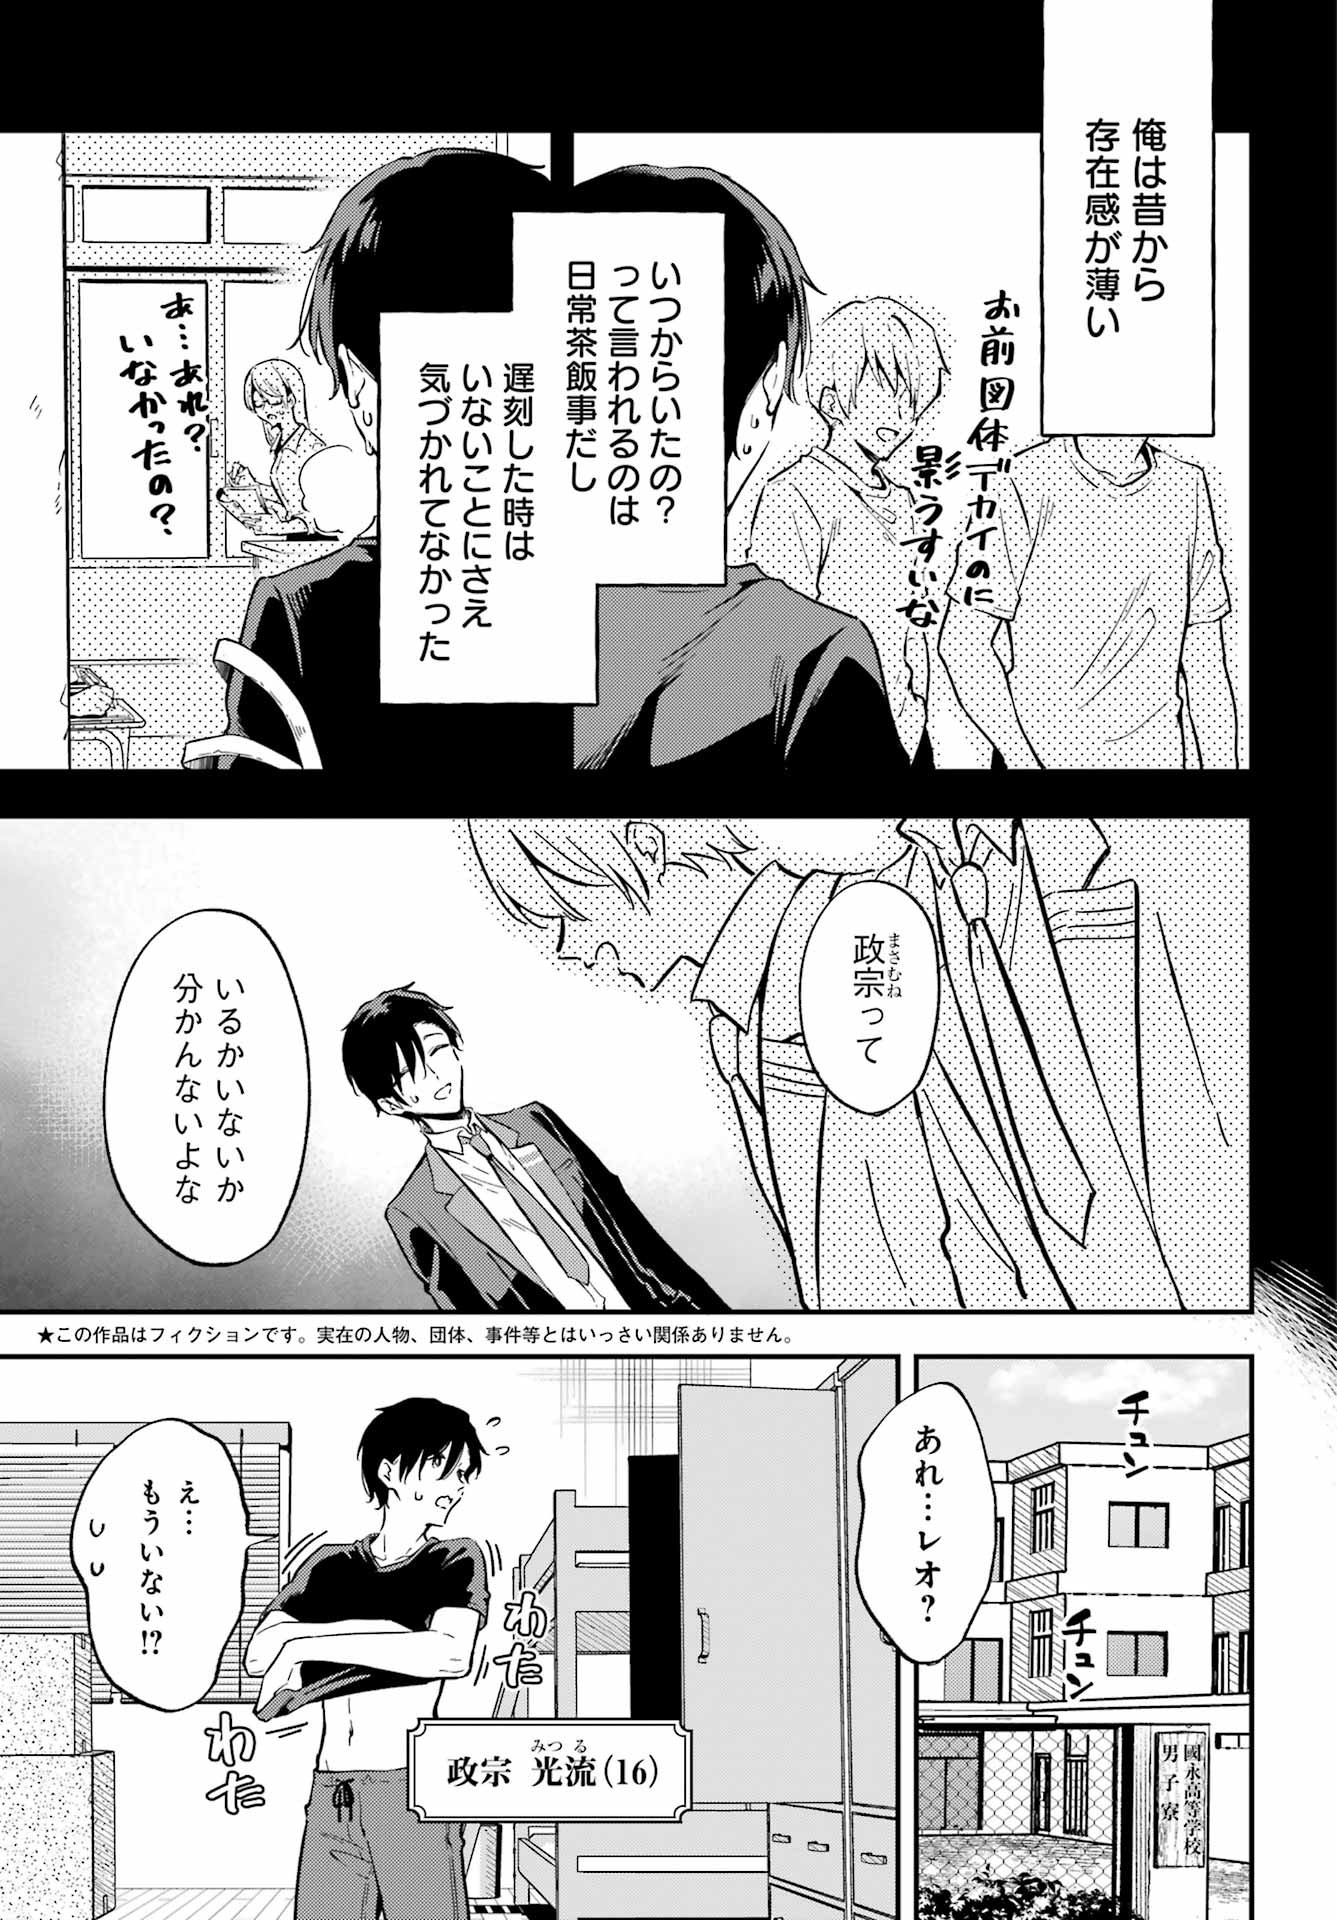 俺は昔から
存在感が薄い
お前図体デカイのに
影うすいな
いつからいたの?
って言われるのは
日常茶飯事だし
遅刻した時は
いないことにさえ
気づかれてなかった
あ…あれ?
いなかったの?
政宗って
まさむね
いるかいないか
分かんないよな
★この作品はフィクションです。実在の人物、団体、事件等とはいっさい関係ありません。
チュン
チュン
あれ…レオ?
國永高等学校
男子寮
え…
もういない!?
わた
わた
みつる
政宗 光流(16)